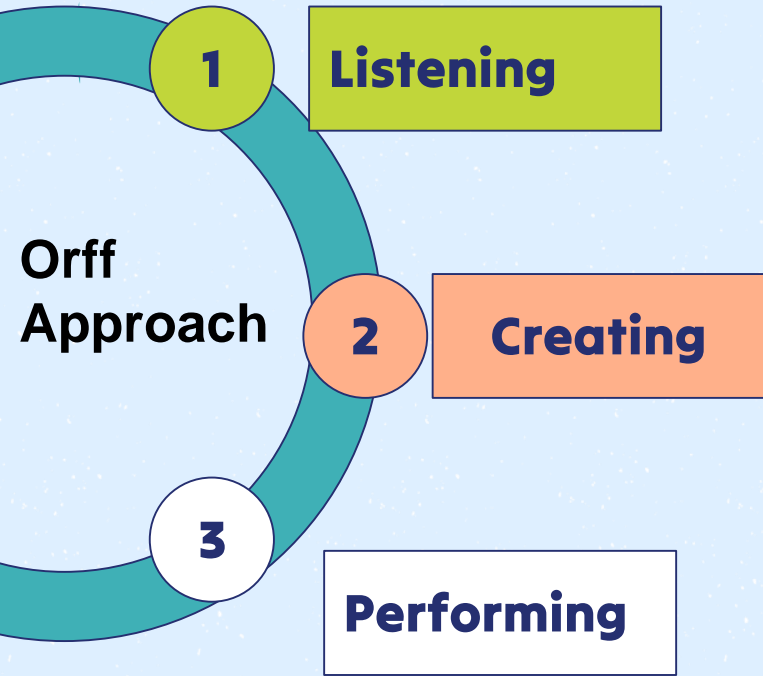 1
Listening
Orff
Approach
2
Creating
3
Performing